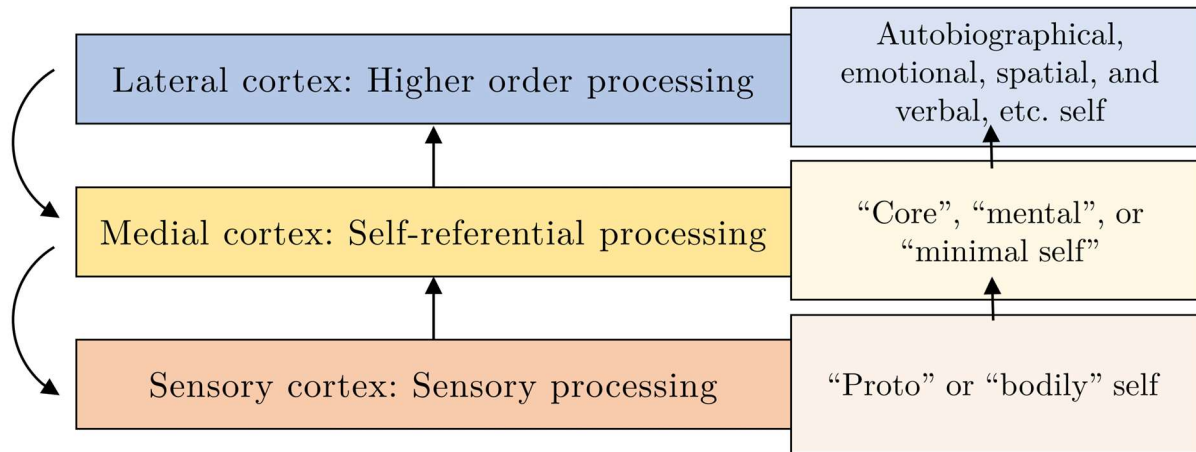 Lateral cortex: Higher order processing
Autobiographical,
emotional, spatial, and
verbal, etc. self
Medial cortex: Self-referential processing
“Core”, “mental”, or
“minimal self”
Sensory cortex: Sensory processing
“Proto” or “bodily” self